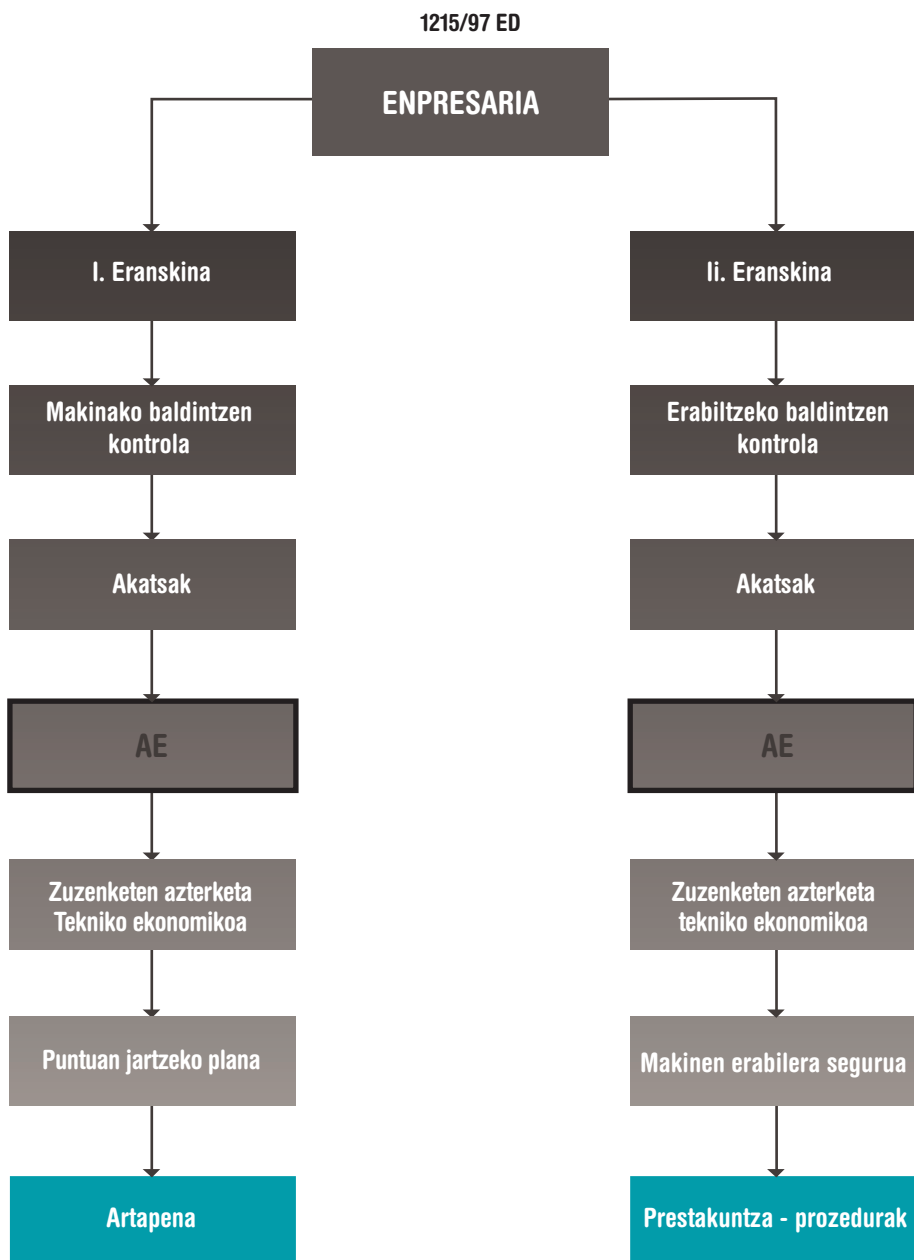 1215/97 ED
ENPRESARIA
I. Eranskina
Makinako baldintzen
kontrola
Akatsak
AE
Zuzenketen azterketa
Tekniko ekonomikoa
Puntuan jartzeko plana
Artapena
Ii. Eranskina
Erabiltzeko baldintzen
kontrola
Akatsak
AE
Zuzenketen azterketa
tekniko ekonomikoa
Makinen erabilera segurua
Prestakuntza - prozedurak